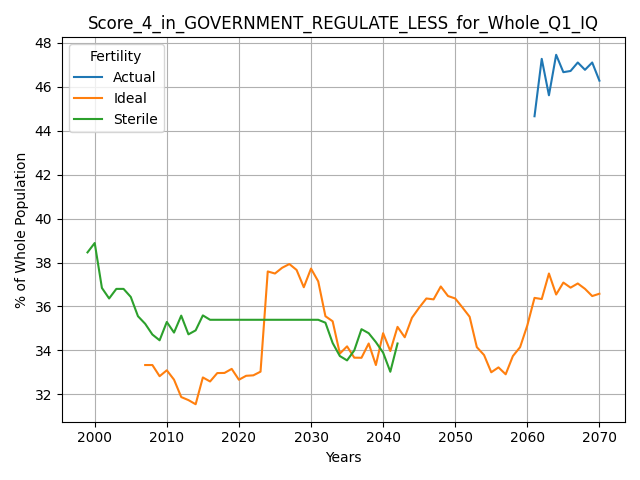 Score_4_in_GOVERNMENT_REGULATE_LESS_for_Whole_Q1_IQ
Fertility
Actual
Ideal
Sterile
% of Whole Population
48
46
44
42
40
38
36
34
32
2000 2010 2020 2030 2040 2050 2060 2070
Years